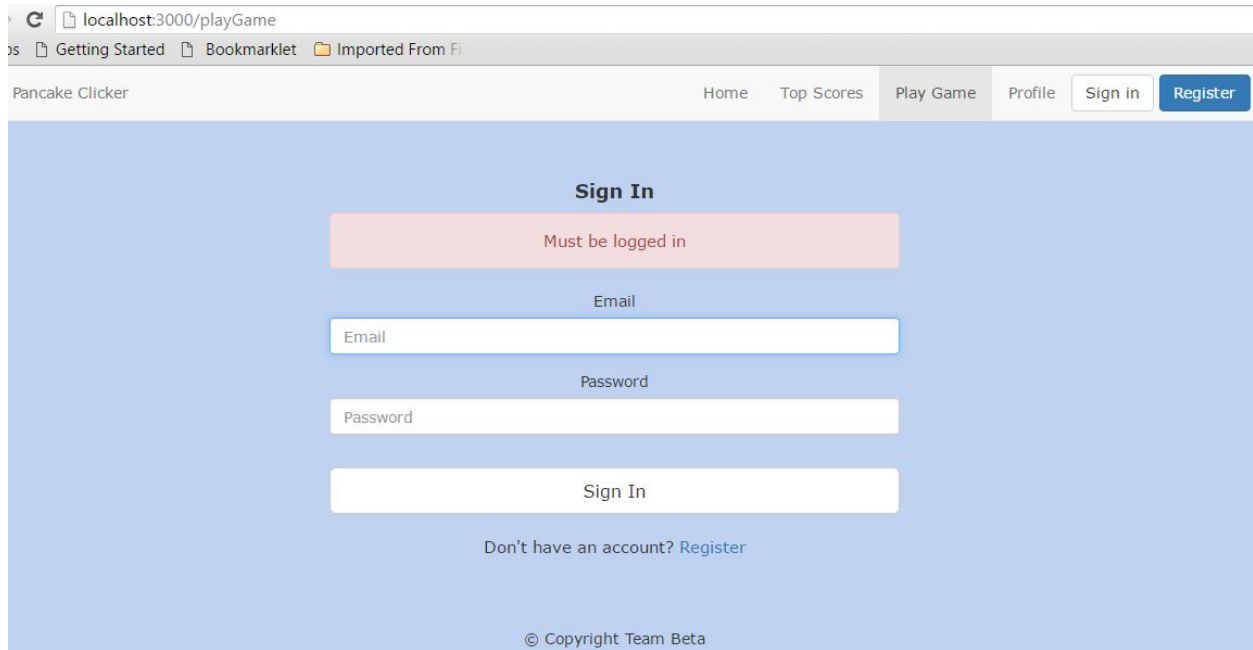 localhost:3000/playGame
Getting Started Bookmarklet Imported From
Pancake Clicker Home Top Scores Play Game Profile Sign in Register
Sign In
Must be logged in
Email
Email
Password
Password
Sign In
Don't have an account? Register
© Copyright Team Beta